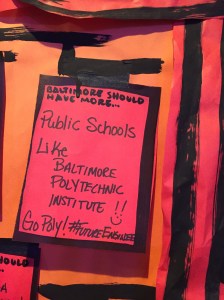 BALTIMORE SHOULD
HAVE MORE...
Public Schools
Like
BALTIMORE
POLYTECHNIC
INSTITUTE !!
Go Poly! #FutureEngineer